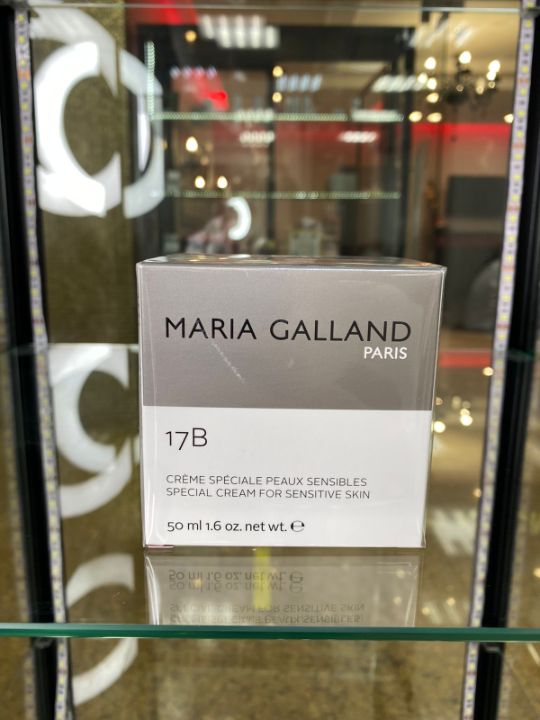 MARIA GALLAND
PARIS
17B
CRÈME SPÉCIALE PEAUX SENSIBLES
SPECIAL CREAM FOR SENSITIVE SKIN
50 ml 1.6 oz. net wt. ℮